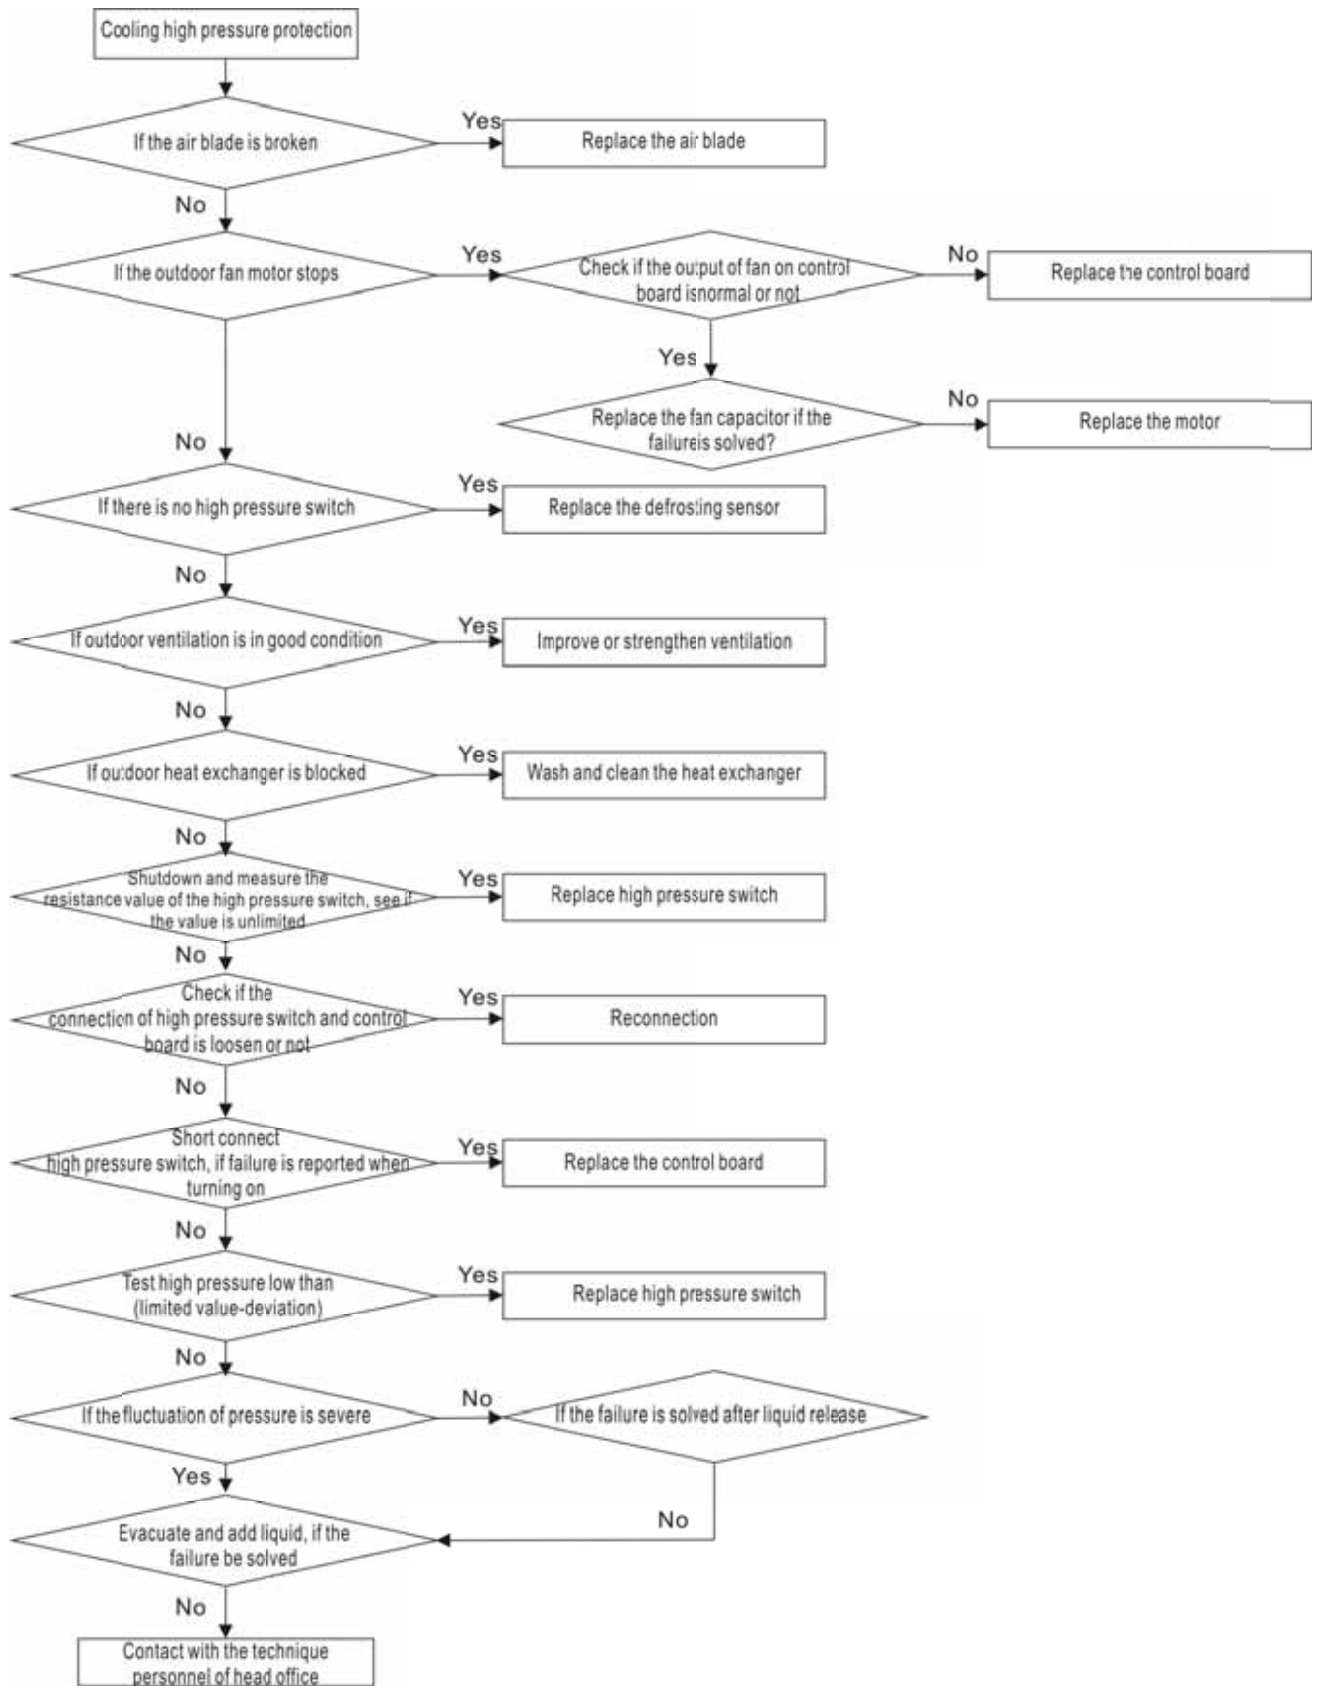 Cooling high pressure protection
If the air blade is broken
Yes
Replace the air blade
No
If the outdoor fan motor stops
Yes
Check if the output of fan on control
board isnormal or not
No
Replace the control board
Yes
Replace the fan capacitor if the
failureis solved?
No
Replace the motor
No
If there is no high pressure switch
Yes
Replace the defrosting sensor
No
If outdoor ventilation is in good condition
Yes
Improve or strengthen ventilation
No
If outdoor heat exchanger is blocked
Yes
Wash and clean the heat exchanger
No
Shutdown and measure the
resistance value of the high pressure switch, see if
the value is unlimited
Yes
Replace high pressure switch
No
Check if the
connection of high pressure switch and control
board is loosen or not
Yes
Reconnection
No
Short connect
high pressure switch, if failure is reported when
turning on
Yes
Replace the control board
No
Test high pressure low than
(limited value-deviation)
Yes
Replace high pressure switch
No
If the fluctuation of pressure is severe
No
If the failure is solved after liquid release
Yes
No
Evacuate and add liquid, if the
failure be solved
No
Contact with the technique
personnel of head office